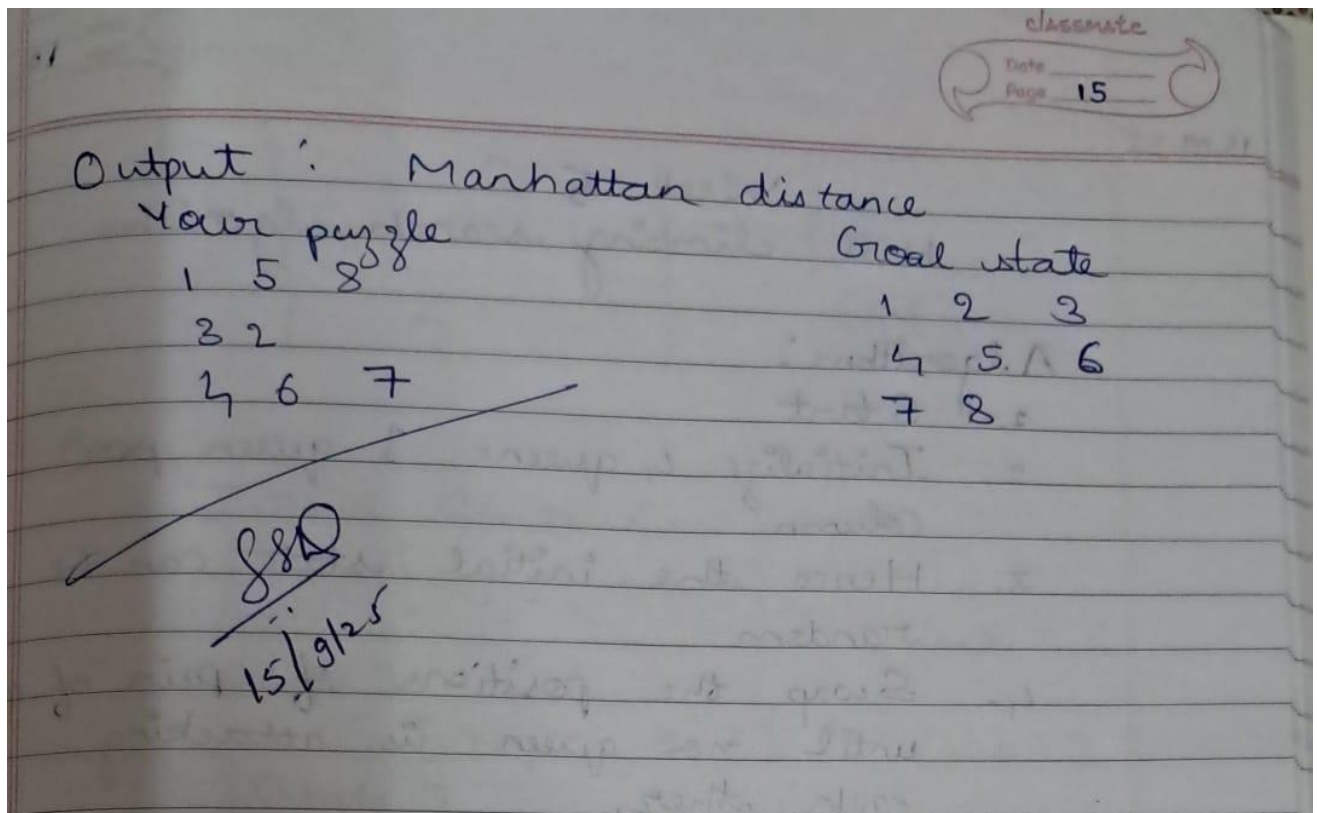 classmate
Date
Page 15
Output : Manhattan distance
Your puzzle Goal state
1 5 8 1 2 3
3 2 4 5 6
4 6 7 7 8
15/9/25